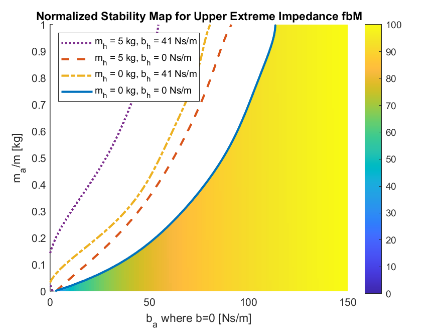 Normalized Stability Map for Upper Extreme Impedance fbM
m_h = 5 kg, b_h = 41 Ns/m
m_h = 5 kg, b_h = 0 Ns/m
m_h = 0 kg, b_h = 41 Ns/m
m_h = 0 kg, b_h = 0 Ns/m
m_a/m [kg]
1
0.9
0.8
0.7
0.6
0.5
0.4
0.3
0.2
0.1
0
0 50 100 150
b_a where b=0 [Ns/m]
100
90
80
70
60
50
40
30
20
10
0